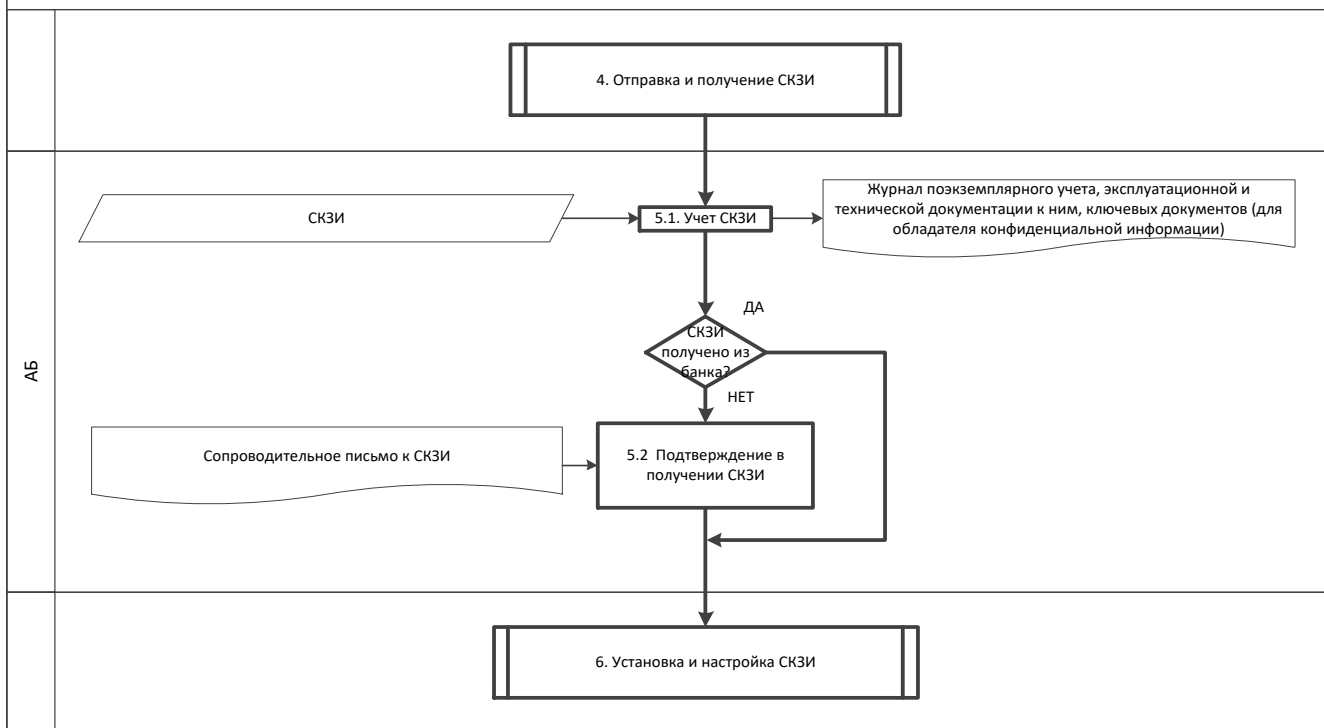 4. Отправка и получение СКЗИ
АБ
СКЗИ
5.1. Учет СКЗИ
Журнал поэкземплярного учета, эксплуатационной и
технической документации к ним, ключевых документов (для
обладателя конфиденциальной информации)
ДА
СКЗИ
получено из
банка?
НЕТ
Сопроводительное письмо к СКЗИ
5.2 Подтверждение в
получении СКЗИ
6. Установка и настройка СКЗИ